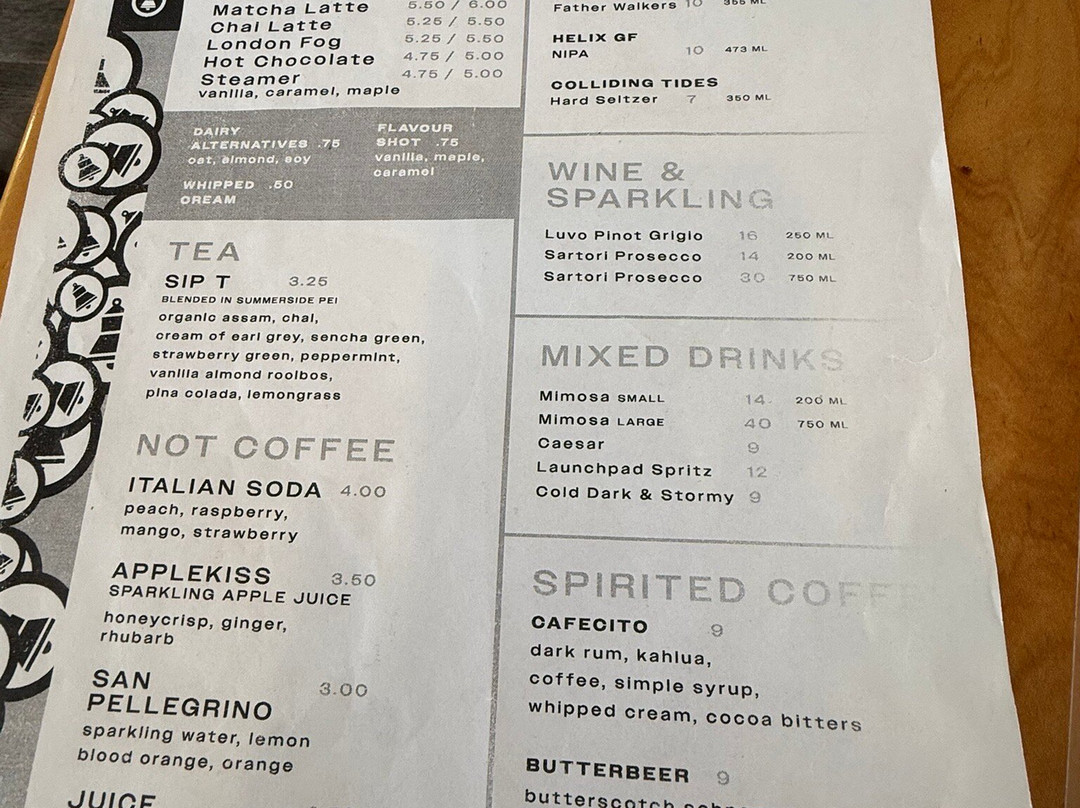 Matcha Latte 5.50 / 6.00
Chai Latte 5.25 / 5.50
London Fog 5.25 / 5.50
Hot Chocolate 4.75 / 5.00
Steamer 4.75 / 5.00
vanilla, caramel, maple
DAIRY
ALTERNATIVES .75
oat, almond, soy
WHIPPED .50
CREAM
FLAVOUR
SHOT .75
vanilla, maple,
caramel
TEA
SIP T 3.25
BLENDED IN SUMMERSIDE PEI
organic assam, chai,
cream of earl grey, sencha green,
strawberry green, peppermint,
vanilla almond rooibos,
pina colada, lemongrass
NOT COFFEE
ITALIAN SODA 4.00
peach, raspberry,
mango, strawberry
APPLEKISS 3.50
SPARKLING APPLE JUICE
honeycrisp, ginger,
rhubarb
SAN
PELLEGRINO 3.00
sparkling water, lemon
blood orange, orange
JUICE
Father Walkers 10 355 ML
HELIX GF
NIPA 10 473 ML
COLLIDING TIDES
Hard Seltzer 7 350 ML
WINE &
SPARKLING
Luvo Pinot Grigio 16 250 ML
Sartori Prosecco 14 200 ML
Sartori Prosecco 30 750 ML
MIXED DRINKS
Mimosa SMALL 14 200 ML
Mimosa LARGE 40 750 ML
Caesar 9
Launchpad Spritz 12
Cold Dark & Stormy 9
SPIRITED COFFE
CAFECITO 9
dark rum, kahlua,
coffee, simple syrup,
whipped cream, cocoa bitters
BUTTERBEER 9
butterscotch